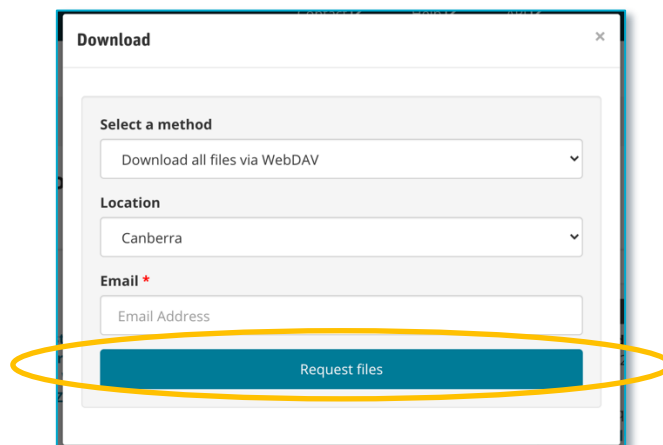 Download
×
Select a method
Download all files via WebDAV
Location
Canberra
Email *
Email Address
Request files